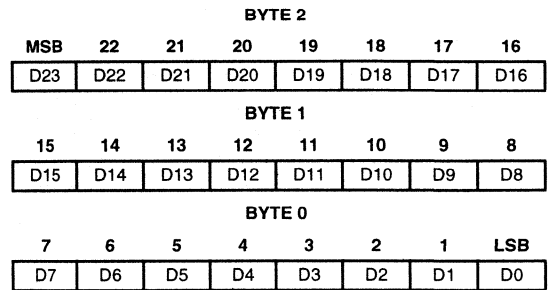 BYTE 2
MSB 22 21 20 19 18 17 16
D23 D22 D21 D20 D19 D18 D17 D16
BYTE 1
15 14 13 12 11 10 9 8
D15 D14 D13 D12 D11 D10 D9 D8
BYTE 0
7 6 5 4 3 2 1 LSB
D7 D6 D5 D4 D3 D2 D1 D0